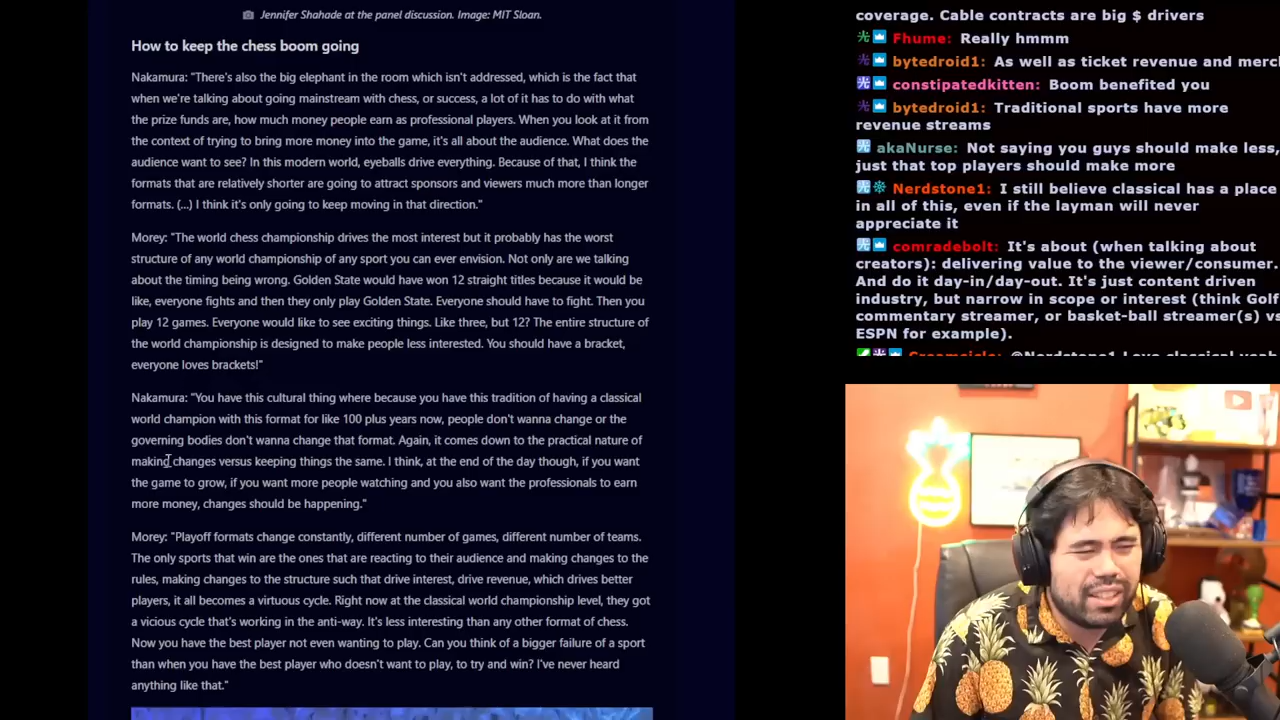 Jennifer Shahade at the panel discussion. Image: MIT Sloan.
How to keep the chess boom going
Nakamura: "There's also the big elephant in the room which isn't addressed, which is the fact that
when we're talking about going mainstream with chess, or success, a lot of it has to do with what
the prize funds are, how much money people earn as professional players. When you look at it from
the context of trying to bring more money into the game, it's all about the audience. What does the
audience want to see? In this modern world, eyeballs drive everything. Because of that, I think the
formats that are relatively shorter are going to attract sponsors and viewers much more than longer
formats. (...) I think it's only going to keep moving in that direction."
Morey: "The world chess championship drives the most interest but it probably has the worst
structure of any world championship of any sport you can ever envision. Not only are we talking
about the timing being wrong. Golden State would have won 12 straight titles because it would be
like, everyone fights and then they only play Golden State. Everyone should have to fight. Then you
play 12 games. Everyone would like to see exciting things. Like three, but 12? The entire structure of
the world championship is designed to make people less interested. You should have a bracket,
everyone loves brackets!"
Nakamura: "You have this cultural thing where because you have this tradition of having a classical
world champion with this format for like 100 plus years now, people don't wanna change or the
governing bodies don't wanna change that format. Again, it comes down to the practical nature of
making changes versus keeping things the same. I think, at the end of the day though, if you want
the game to grow, if you want more people watching and you also want the professionals to earn
more money, changes should be happening."
Morey: "Playoff formats change constantly, different number of games, different number of teams.
The only sports that win are the ones that are reacting to their audience and making changes to the
rules, making changes to the structure such that drive interest, drive revenue, which drives better
players, it all becomes a virtuous cycle. Right now at the classical world championship level, they got
a vicious cycle that's working in the anti-way. It's less interesting than any other format of chess.
Now you have the best player not even wanting to play. Can you think of a bigger failure of a sport
than when you have the best player who doesn't want to play, to try and win? I've never heard
anything like that."
coverage. Cable contracts are big $ drivers
Fhume: Really hmmm
bytedroid1: As well as ticket revenue and merc
constipatedkitten: Boom benefited you
bytedroid1: Traditional sports have more
revenue streams
akaNurse: Not saying you guys should make less,
just that top players should make more
Nerdstone1: I still believe classical has a place
in all of this, even if the layman will never
appreciate it
comradebolt: It's about (when talking about
creators): delivering value to the viewer/consumer.
And do it day-in/day-out. It's just content driven
industry, but narrow in scope or interest (think Golf
commentary streamer, or basket-ball streamer(s) vs
ESPN for example).